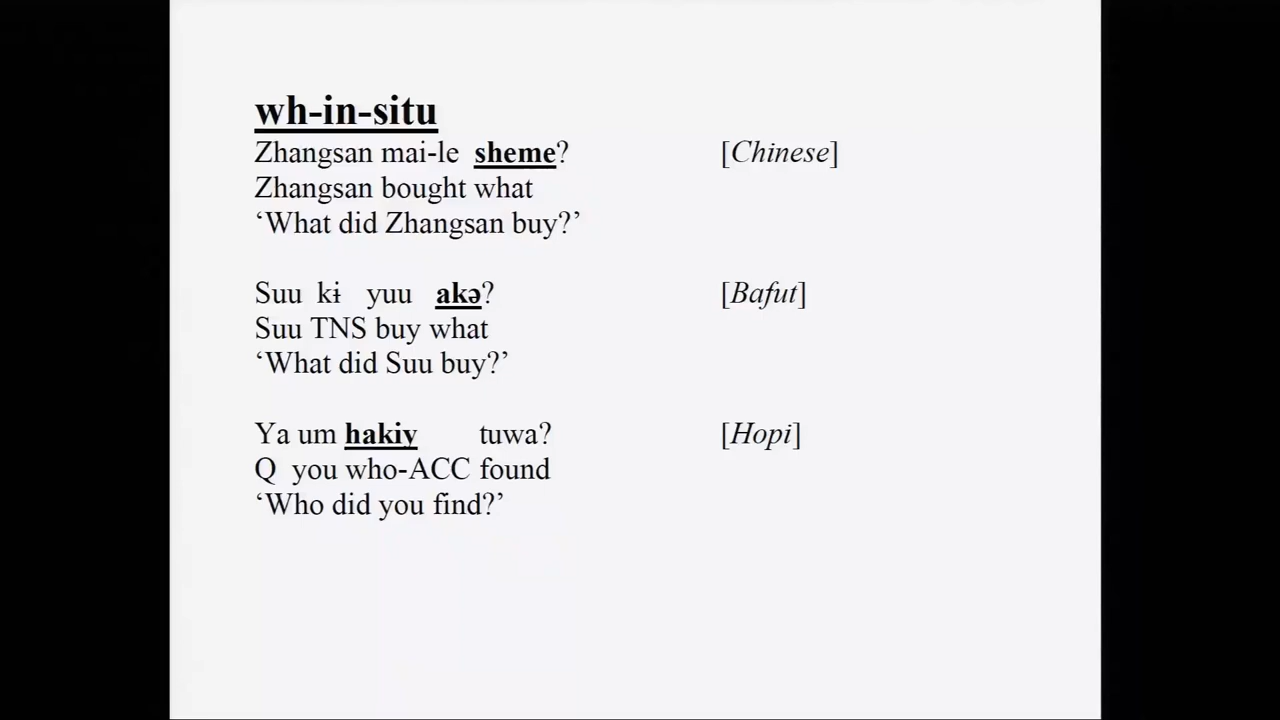 wh-in-situ
Zhangsan mai-le sheme? [Chinese]
Zhangsan bought what
‘What did Zhangsan buy?’
Suu kɨ yuu akə? [Bafut]
Suu TNS buy what
‘What did Suu buy?’
Ya um hakiy tuwa? [Hopi]
Q you who-ACC found
‘Who did you find?’